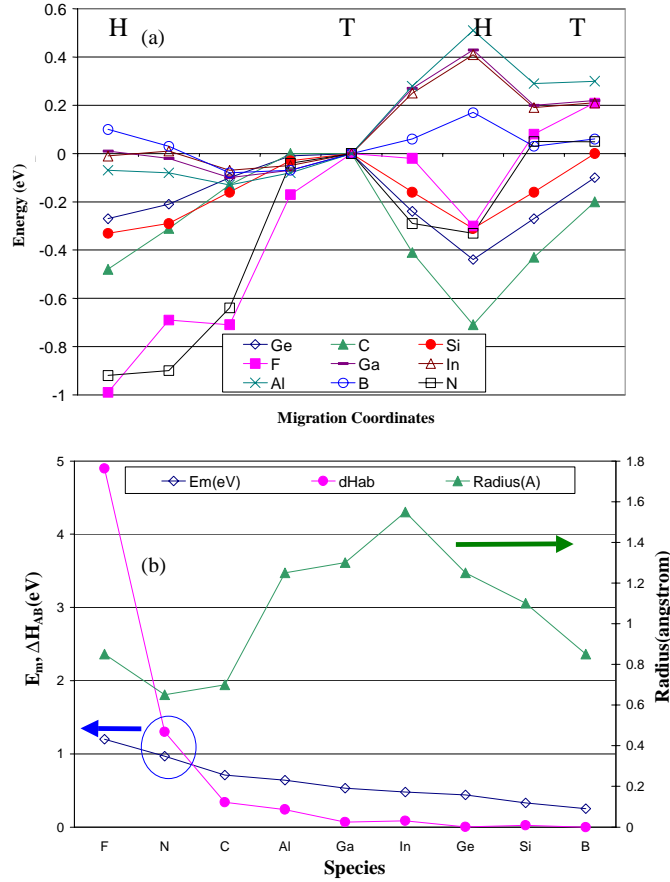 0.6
H T H T
(a)
0.4
0.2
0
-0.2
-0.4
-0.6
-0.8
-1
Energy (eV)
Ge C Si
F Ga In
Al B N
Migration Coordinates
5 1.8
Em(eV) dHab Radius(A)
1.6
4
1.4
(b)
1.2
3
1
0.8
2
0.6
0.4
1
0.2
0 0
Em, ΔHAB(eV)
Radius(angstrom)
F N C Al Ga In Ge Si B
Species